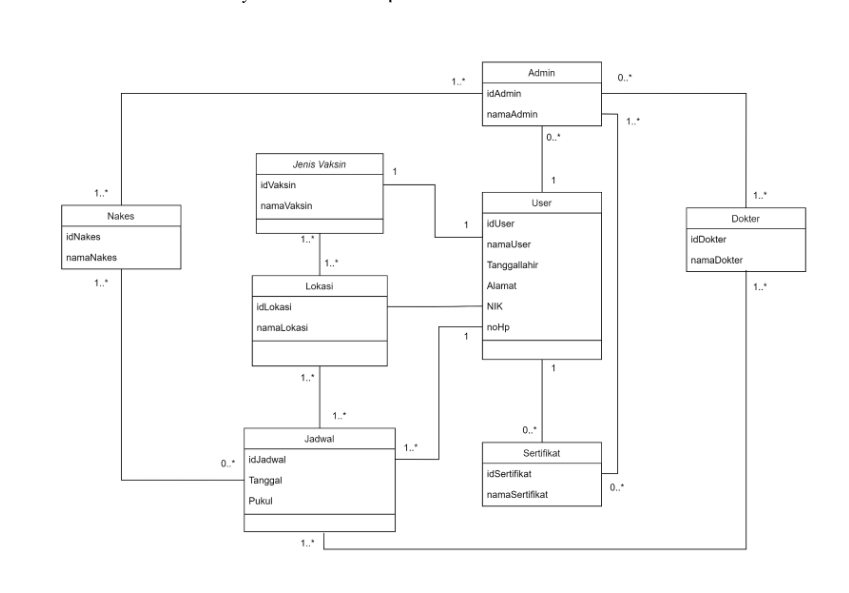 Admin
idAdmin
namaAdmin
1..*
0..*
1..*
0..*
1
Jenis Vaksin
idVaksin
namaVaksin
1
1..*
1..*
User
idUser
namaUser
Tanggallahir
Alamat
NIK
noHp
1
1
1
Nakes
idNakes
namaNakes
1..*
1..*
Dokter
idDokter
namaDokter
1..*
1..*
Lokasi
idLokasi
namaLokasi
1..*
1..*
Jadwal
idJadwal
Tanggal
Pukul
1..*
0..*
1..*
Sertifikat
idSertifikat
namaSertifikat
0..*
0..*